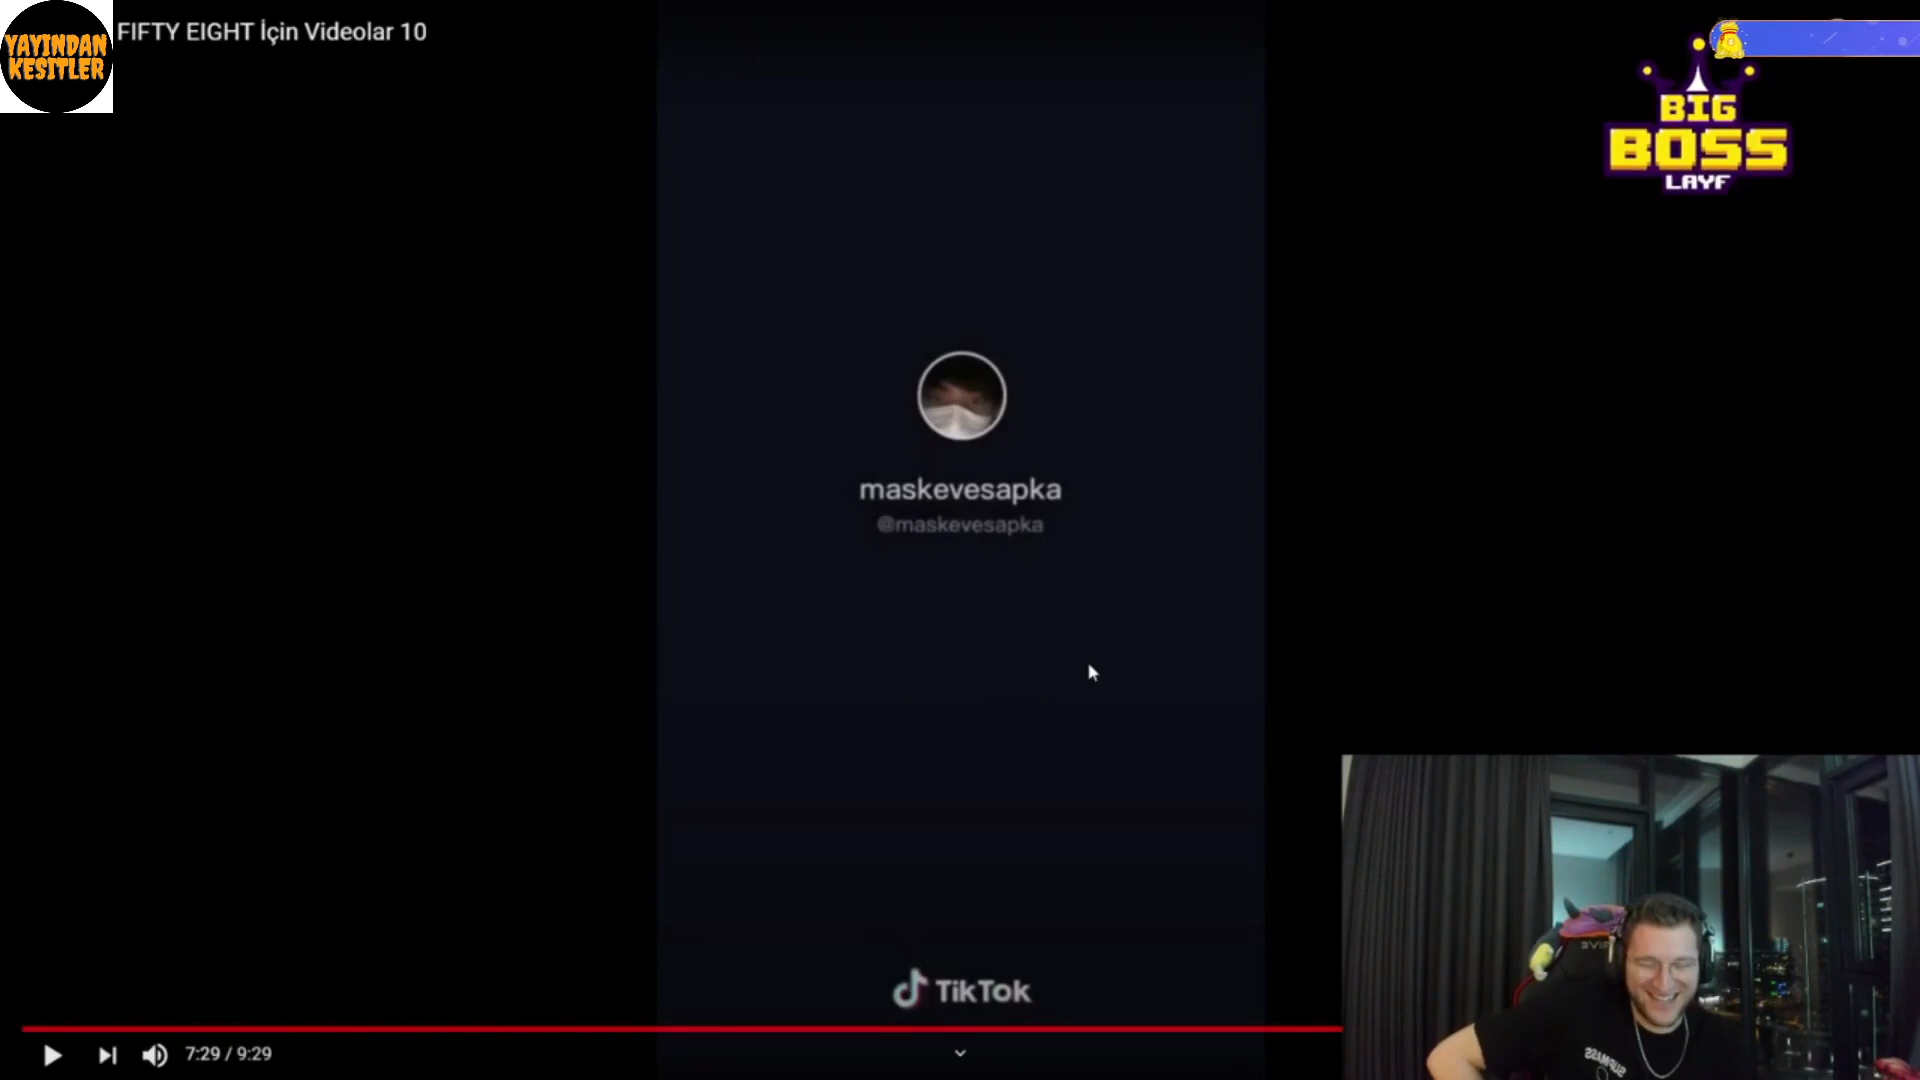 YAYINDAN
KESİTLER
FIFTY EIGHT İçin Videolar 10
BIG
BOSS
LAYF
maskevesapka
@maskevesapka
TikTok
7:29 / 9:29